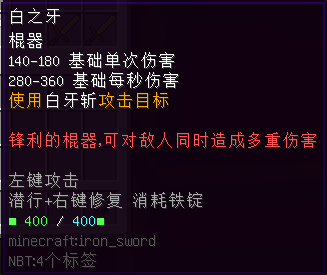 白之牙
棍器
140-180 基础单次伤害
280-360 基础每秒伤害
使用白牙斩攻击目标
锋利的棍器,可对敌人同时造成多重伤害
左键攻击
潜行+右键修复 消耗铁锭
■ 400 / 400■
minecraft:iron_sword
NBT:4个标签